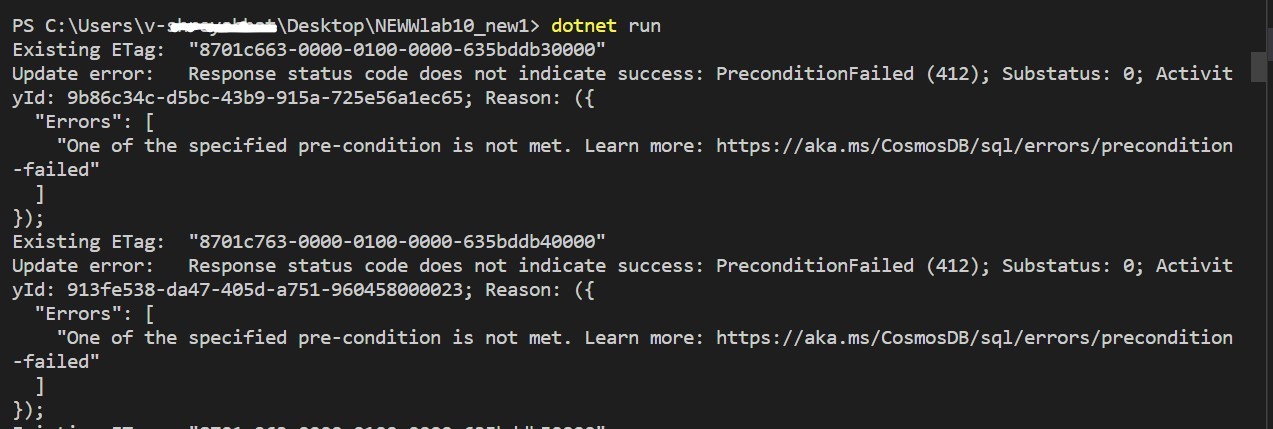 PS C:\Users\v-\Desktop\NEWWlab10_new1> dotnet run
Existing ETag:  "8701c663-0000-0100-0000-635bddb30000"
Update error:   Response status code does not indicate success: PreconditionFailed (412); Substatus: 0; Activit
yId: 9b86c34c-d5bc-43b9-915a-725e56a1ec65; Reason: ({
  "Errors": [
    "One of the specified pre-condition is not met. Learn more: https://aka.ms/CosmosDB/sql/errors/precondition
-failed"
  ]
});
Existing ETag:  "8701c763-0000-0100-0000-635bddb40000"
Update error:   Response status code does not indicate success: PreconditionFailed (412); Substatus: 0; Activit
yId: 913fe538-da47-405d-a751-960458000023; Reason: ({
  "Errors": [
    "One of the specified pre-condition is not met. Learn more: https://aka.ms/CosmosDB/sql/errors/precondition
-failed"
  ]
});